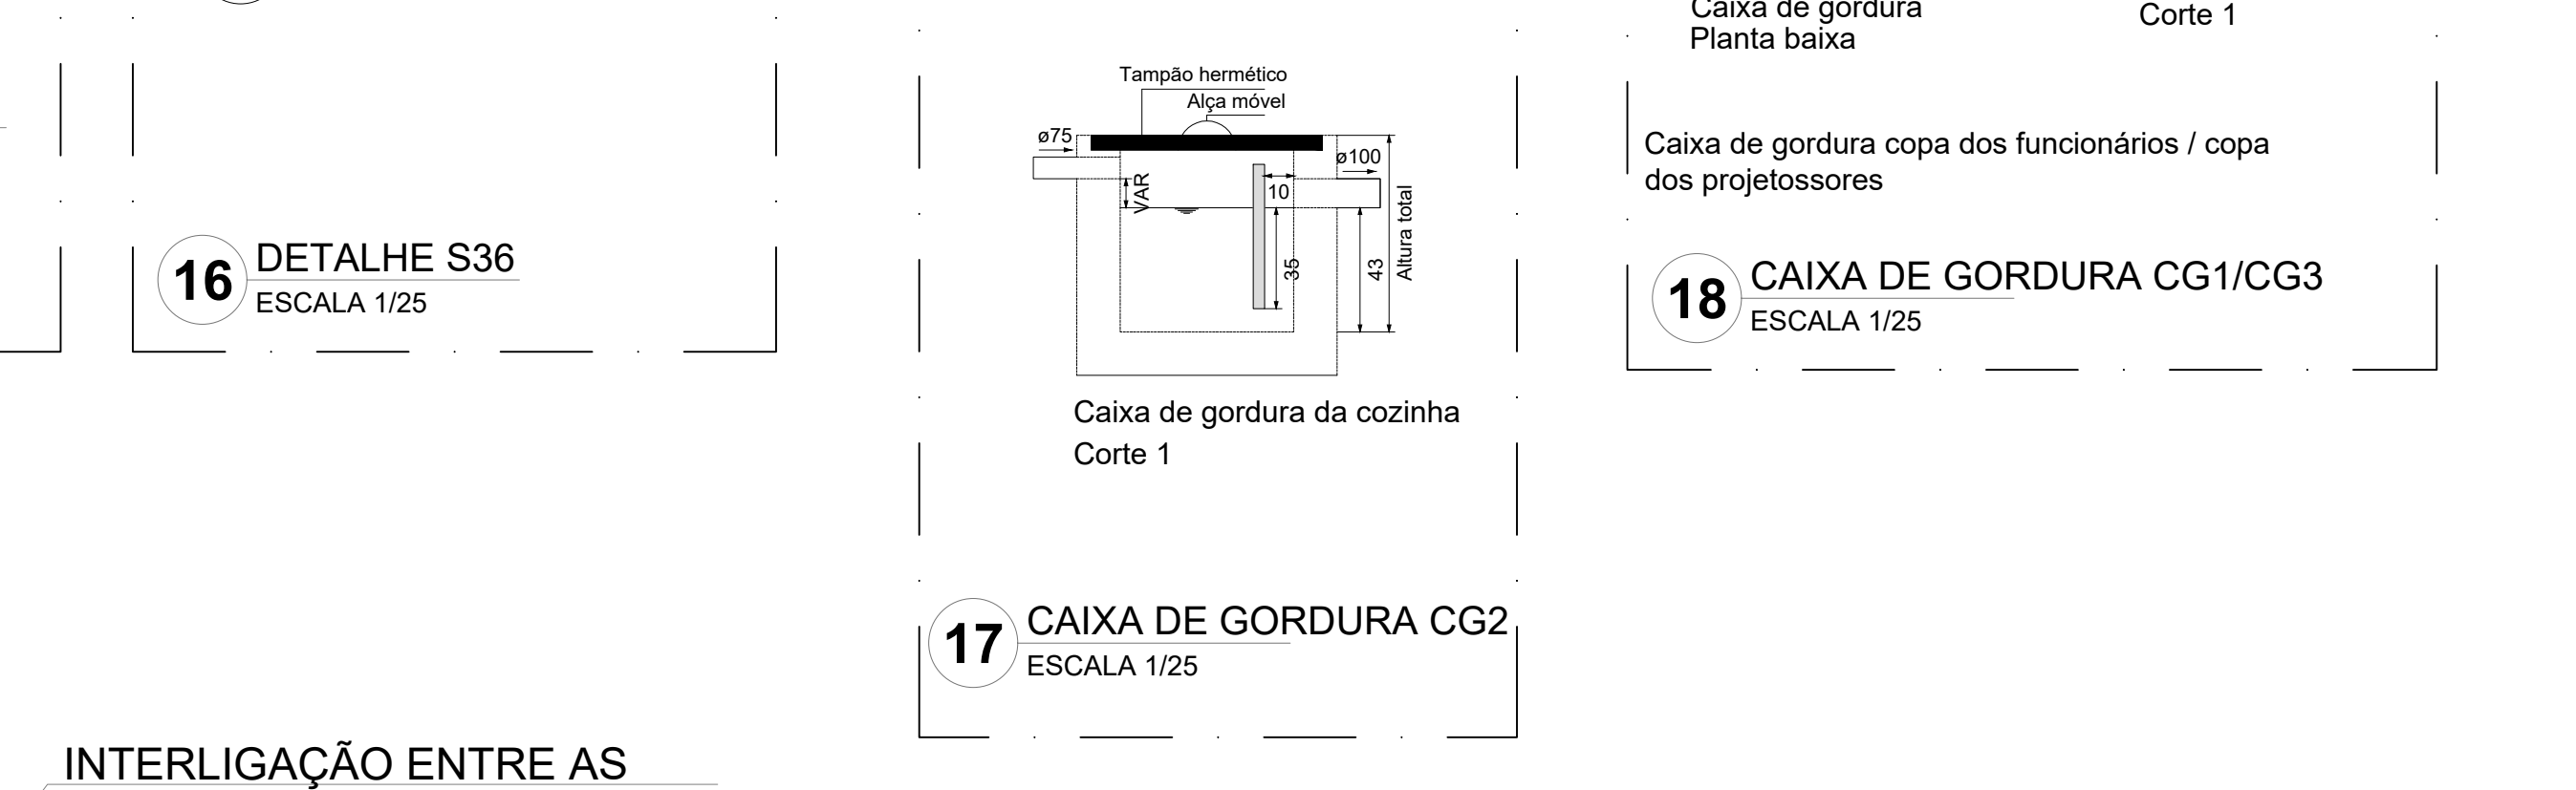 Caixa de gordura
Planta baixa
Corte 1
Tampão hermético
Alça móvel
ø75
ø100
VAR
10
35
43
Altura total
Caixa de gordura copa dos funcionários / copa
dos projetossores
16
DETALHE S36
ESCALA 1/25
18
CAIXA DE GORDURA CG1/CG3
ESCALA 1/25
Caixa de gordura da cozinha
Corte 1
17
CAIXA DE GORDURA CG2
ESCALA 1/25
INTERLIGAÇÃO ENTRE AS